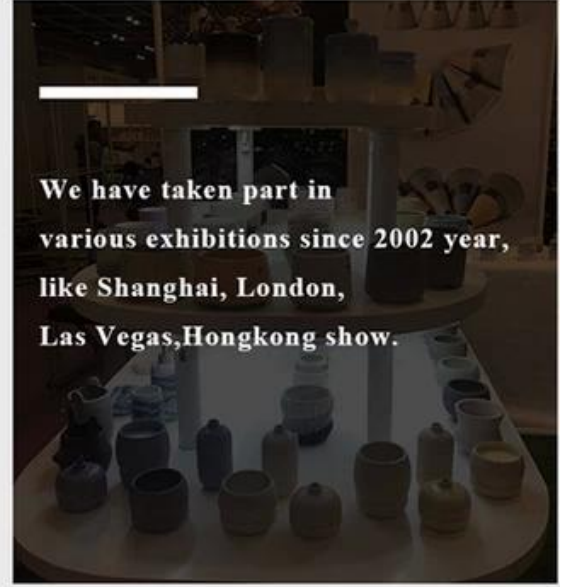 We have taken part in
various exhibitions since 2002 year,
like Shanghai, London,
Las Vegas,Hongkong show.